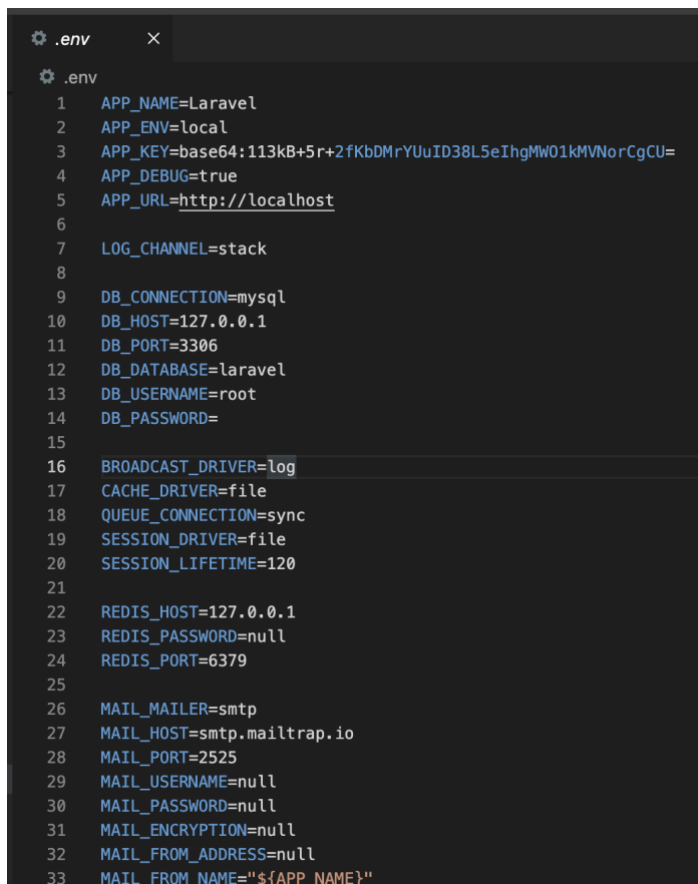 .env
.env
1 APP_NAME=Laravel
2 APP_ENV=local
3 APP_KEY=base64:113kB+5r+2fKbDMrYUuID38L5eIhgMWO1kMVNorCgCU=
4 APP_DEBUG=true
5 APP_URL=http://localhost
6
7 LOG_CHANNEL=stack
8
9 DB_CONNECTION=mysql
10 DB_HOST=127.0.0.1
11 DB_PORT=3306
12 DB_DATABASE=laravel
13 DB_USERNAME=root
14 DB_PASSWORD=
15
16 BROADCAST_DRIVER=log
17 CACHE_DRIVER=file
18 QUEUE_CONNECTION=sync
19 SESSION_DRIVER=file
20 SESSION_LIFETIME=120
21
22 REDIS_HOST=127.0.0.1
23 REDIS_PASSWORD=null
24 REDIS_PORT=6379
25
26 MAIL_MAILER=smtp
27 MAIL_HOST=smtp.mailtrap.io
28 MAIL_PORT=2525
29 MAIL_USERNAME=null
30 MAIL_PASSWORD=null
31 MAIL_ENCRYPTION=null
32 MAIL_FROM_ADDRESS=null
33 MAIL_FROM_NAME="${APP_NAME}"